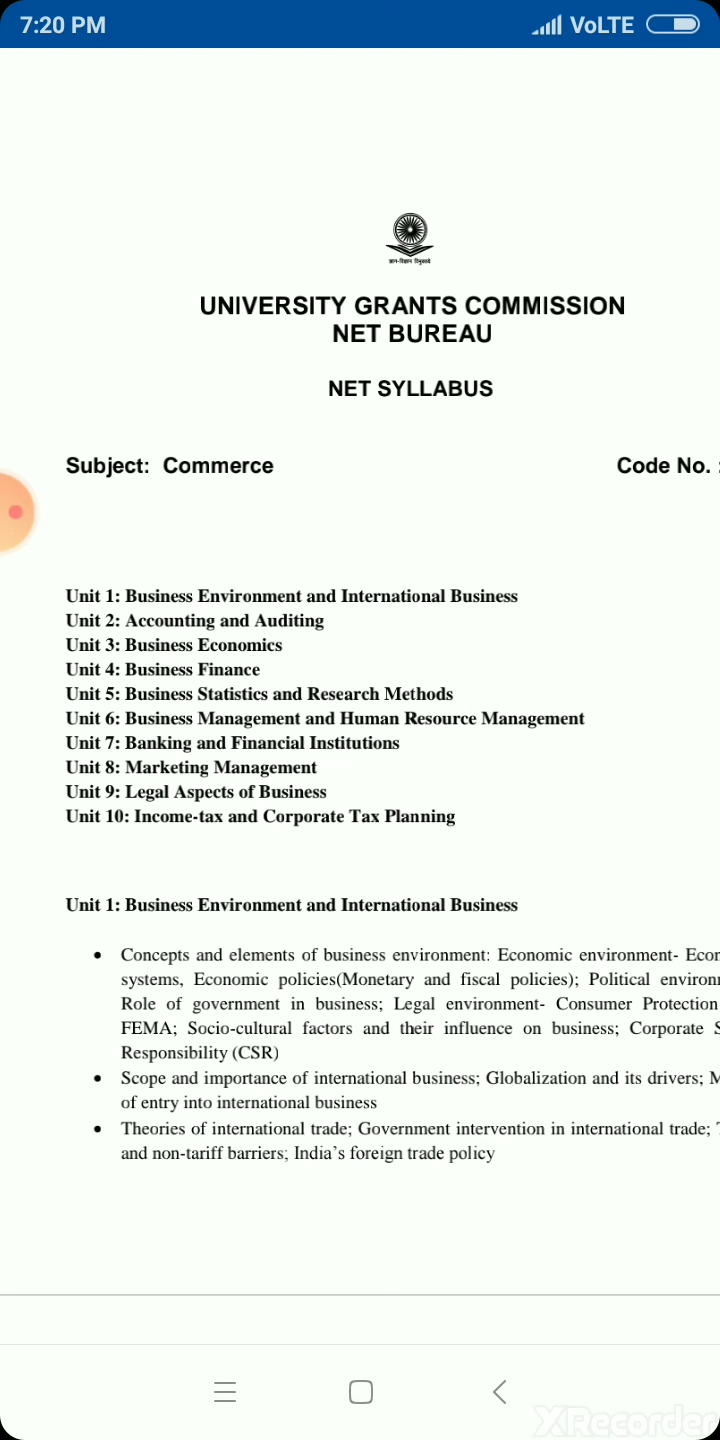 7:20 PM
VoLTE
UNIVERSITY GRANTS COMMISSION
NET BUREAU
NET SYLLABUS
Subject: Commerce
Code No. :
Unit 1: Business Environment and International Business
Unit 2: Accounting and Auditing
Unit 3: Business Economics
Unit 4: Business Finance
Unit 5: Business Statistics and Research Methods
Unit 6: Business Management and Human Resource Management
Unit 7: Banking and Financial Institutions
Unit 8: Marketing Management
Unit 9: Legal Aspects of Business
Unit 10: Income-tax and Corporate Tax Planning
Unit 1: Business Environment and International Business
• Concepts and elements of business environment: Economic environment-
systems, Economic policies(Monetary and fiscal policies); Political
Role of government in business; Legal environment- Consumer Protection
FEMA; Socio-cultural factors and their influence on business; Corporate
Responsibility (CSR)
• Scope and importance of international business; Globalization and its drivers;
of entry into international business
• Theories of international trade; Government intervention in international trade;
and non-tariff barriers; India's foreign trade policy
XRecorder